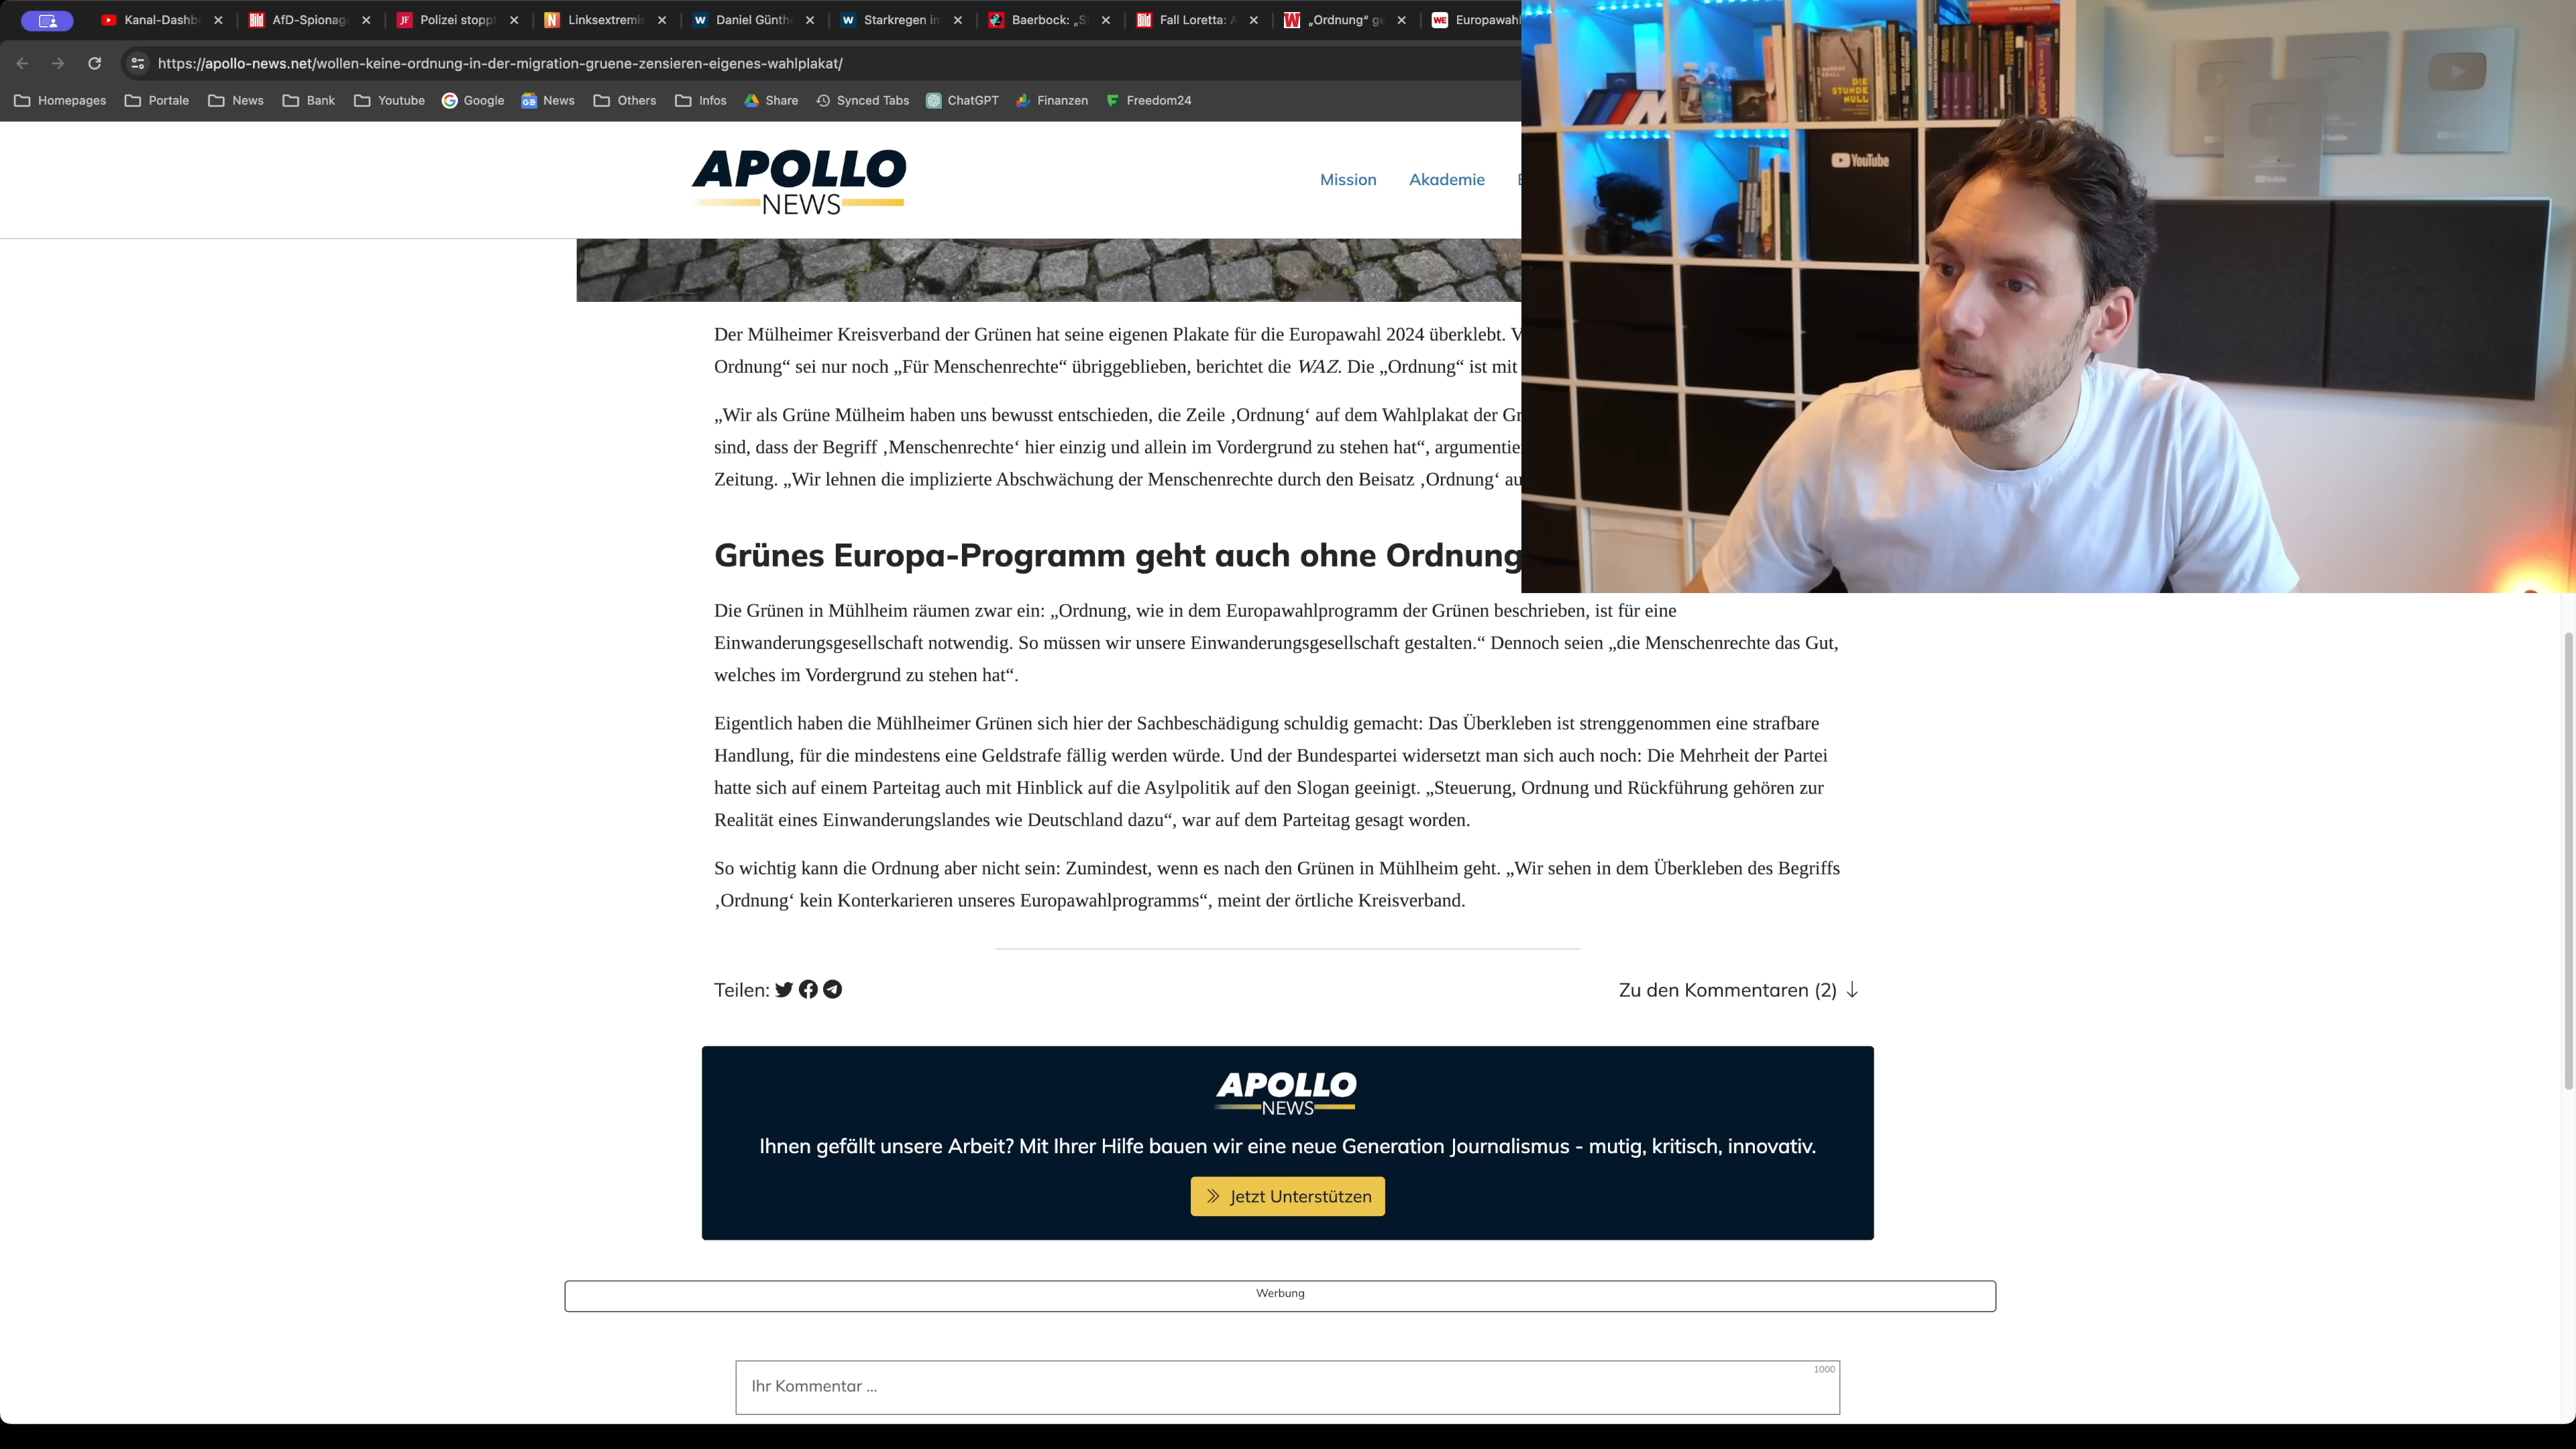 Kanal-Dashb
AfD-Spionag
Polizei stoppt
Linksextremi
Daniel Günth
Starkregen in
Baerbock: „S
Fall Loretta: A
„Ordnung“ ge
Europawahl
https://apollo-news.net/wollen-keine-ordnung-in-der-migration-gruene-zensieren-eigenes-wahlplakat/
Homepages Portale News Bank Youtube Google News Others Infos Share Synced Tabs ChatGPT Finanzen Freedom24
APOLLO
NEWS
Mission Akademie
DIE
STUNDE
NULL
YouTube
Der Mülheimer Kreisverband der Grünen hat seine eigenen Plakate für die Europawahl 2024 überklebt. V
Ordnung“ sei nur noch „Für Menschenrechte“ übriggeblieben, berichtet die WAZ. Die „Ordnung“ ist mit
„Wir als Grüne Mülheim haben uns bewusst entschieden, die Zeile ‚Ordnung‘ auf dem Wahlplakat der Gr
sind, dass der Begriff ‚Menschenrechte‘ hier einzig und allein im Vordergrund zu stehen hat“, argumentie
Zeitung. „Wir lehnen die implizierte Abschwächung der Menschenrechte durch den Beisatz ‚Ordnung‘ au
Grünes Europa-Programm geht auch ohne Ordnung
Die Grünen in Mühlheim räumen zwar ein: „Ordnung, wie in dem Europawahlprogramm der Grünen beschrieben, ist für eine
Einwanderungsgesellschaft notwendig. So müssen wir unsere Einwanderungsgesellschaft gestalten.“ Dennoch seien „die Menschenrechte das Gut,
welches im Vordergrund zu stehen hat“.
Eigentlich haben die Mühlheimer Grünen sich hier der Sachbeschädigung schuldig gemacht: Das Überkleben ist strenggenommen eine strafbare
Handlung, für die mindestens eine Geldstrafe fällig werden würde. Und der Bundespartei widersetzt man sich auch noch: Die Mehrheit der Partei
hatte sich auf einem Parteitag auch mit Hinblick auf die Asylpolitik auf den Slogan geeinigt. „Steuerung, Ordnung und Rückführung gehören zur
Realität eines Einwanderungslandes wie Deutschland dazu“, war auf dem Parteitag gesagt worden.
So wichtig kann die Ordnung aber nicht sein: Zumindest, wenn es nach den Grünen in Mühlheim geht. „Wir sehen in dem Überkleben des Begriffs
‚Ordnung‘ kein Konterkarieren unseres Europawahlprogramms“, meint der örtliche Kreisverband.
Teilen:
Zu den Kommentaren (2) ↓
APOLLO
NEWS
Ihnen gefällt unsere Arbeit? Mit Ihrer Hilfe bauen wir eine neue Generation Journalismus - mutig, kritisch, innovativ.
Jetzt Unterstützen
Werbung
1000
Ihr Kommentar ...